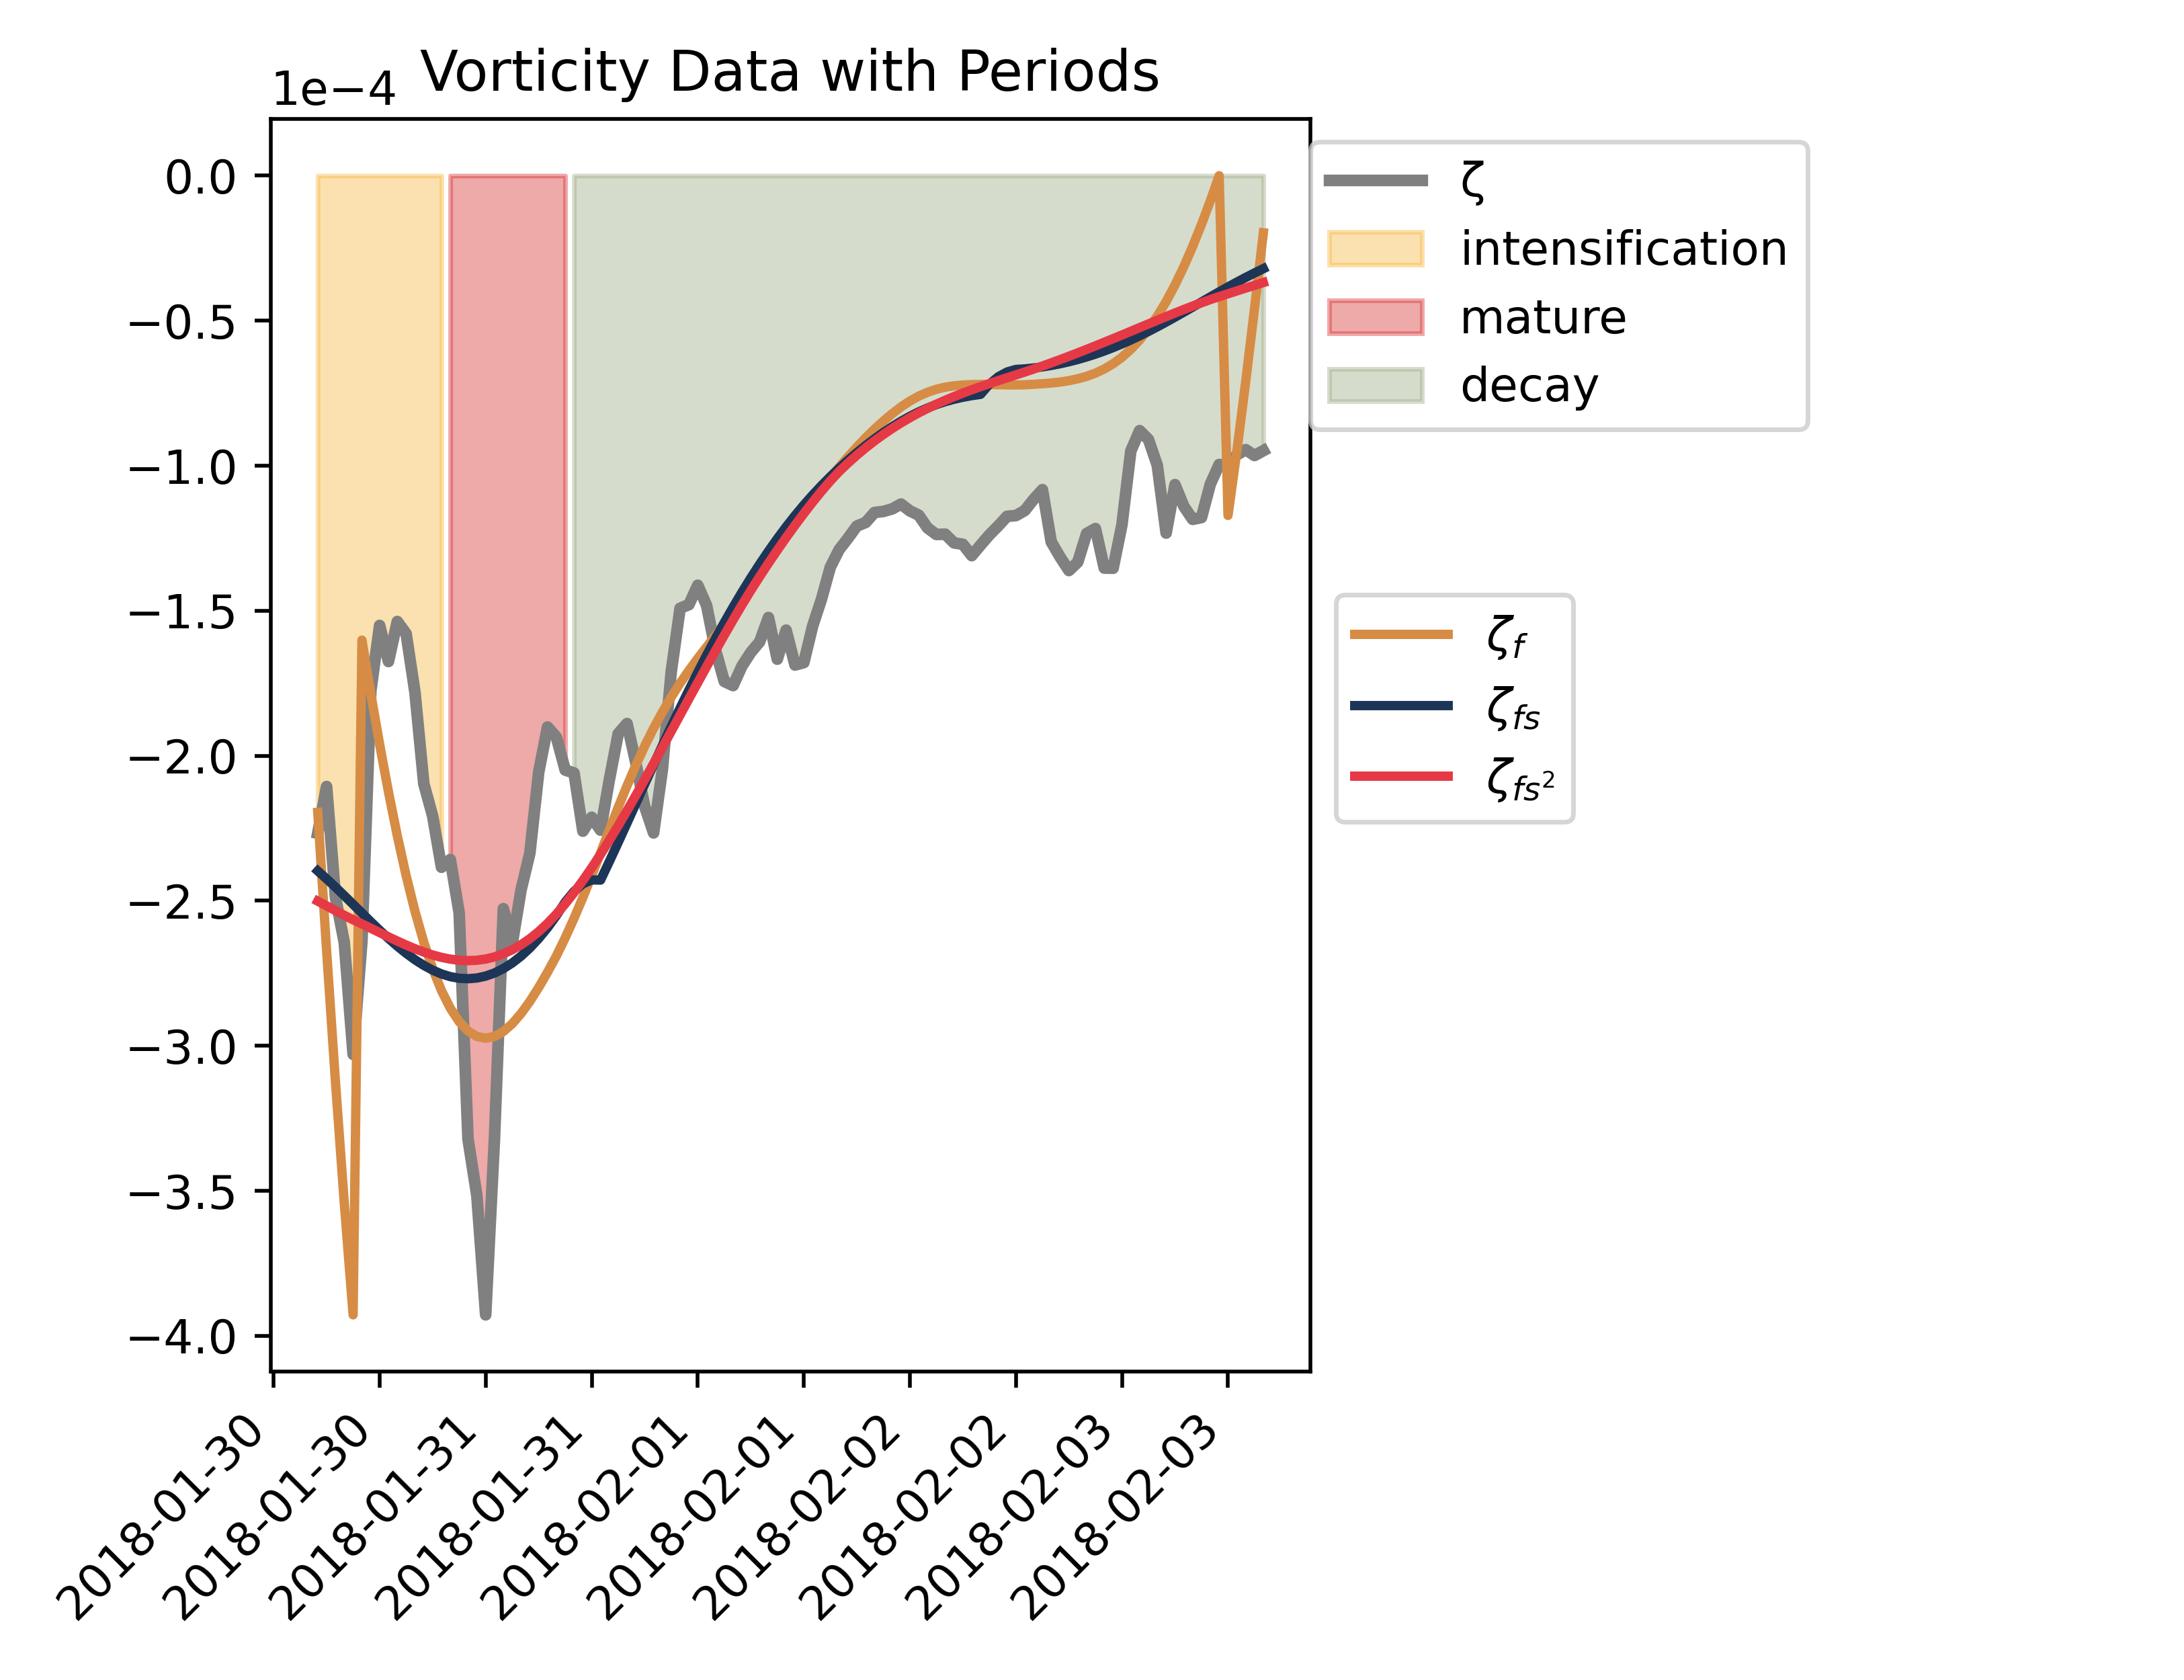 Vorticity Data with Periods
1e−4
0.0
−0.5
−1.0
−1.5
−2.0
−2.5
−3.0
−3.5
−4.0
2018-01-30
2018-01-30
2018-01-31
2018-01-31
2018-02-01
2018-02-01
2018-02-02
2018-02-02
2018-02-03
2018-02-03
ζ
intensification
mature
decay
ζ_f
ζ_fs
ζ_fs²